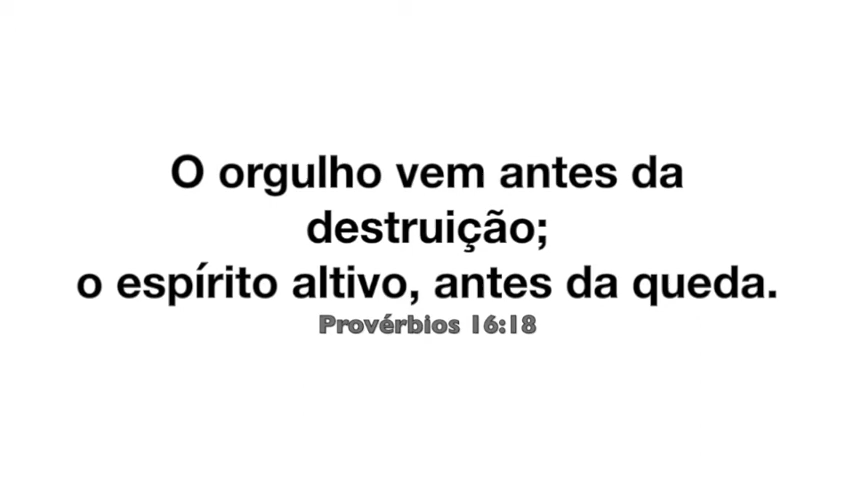 O orgulho vem antes da
destruição;
o espírito altivo, antes da queda.
Provérbios 16:18